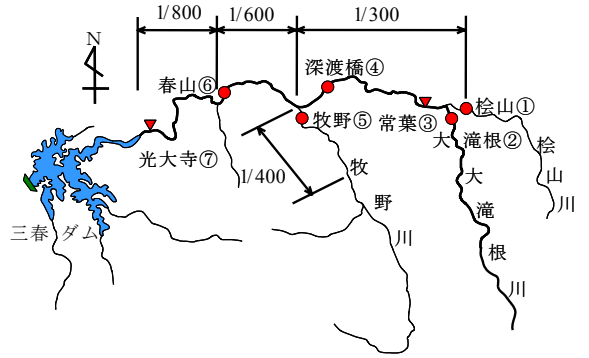 1/800
1/600
1/300
N
深渡橋④
春山⑥
牧野⑤
常葉③
桧山①
大滝根②
光大寺⑦
1/400
三春ダム
牧野川
大滝根川
桧山川